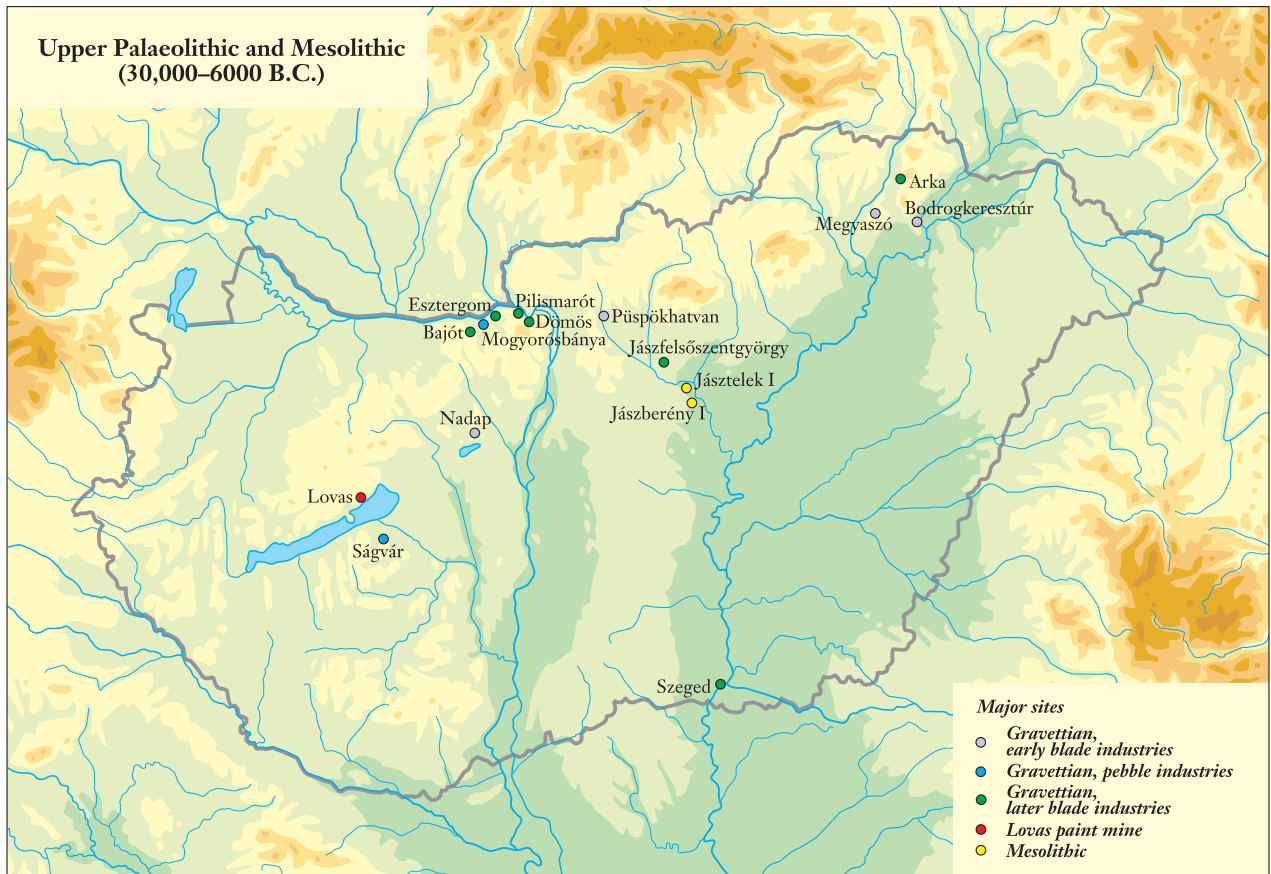 Upper Palaeolithic and Mesolithic
(30,000–6000 B.C.)
Arka
Bodrogkeresztúr
Megyaszó
Esztergom
Pilismarót
Dömös
Bajót
Mogyorósbánya
Püspökhatvan
Jászfelsőszentgyörgy
Jásztelek I
Jászberény I
Nadap
Lovas
Ságvár
Szeged
Major sites
Gravettian,
early blade industries
Gravettian, pebble industries
Gravettian,
later blade industries
Lovas paint mine
Mesolithic